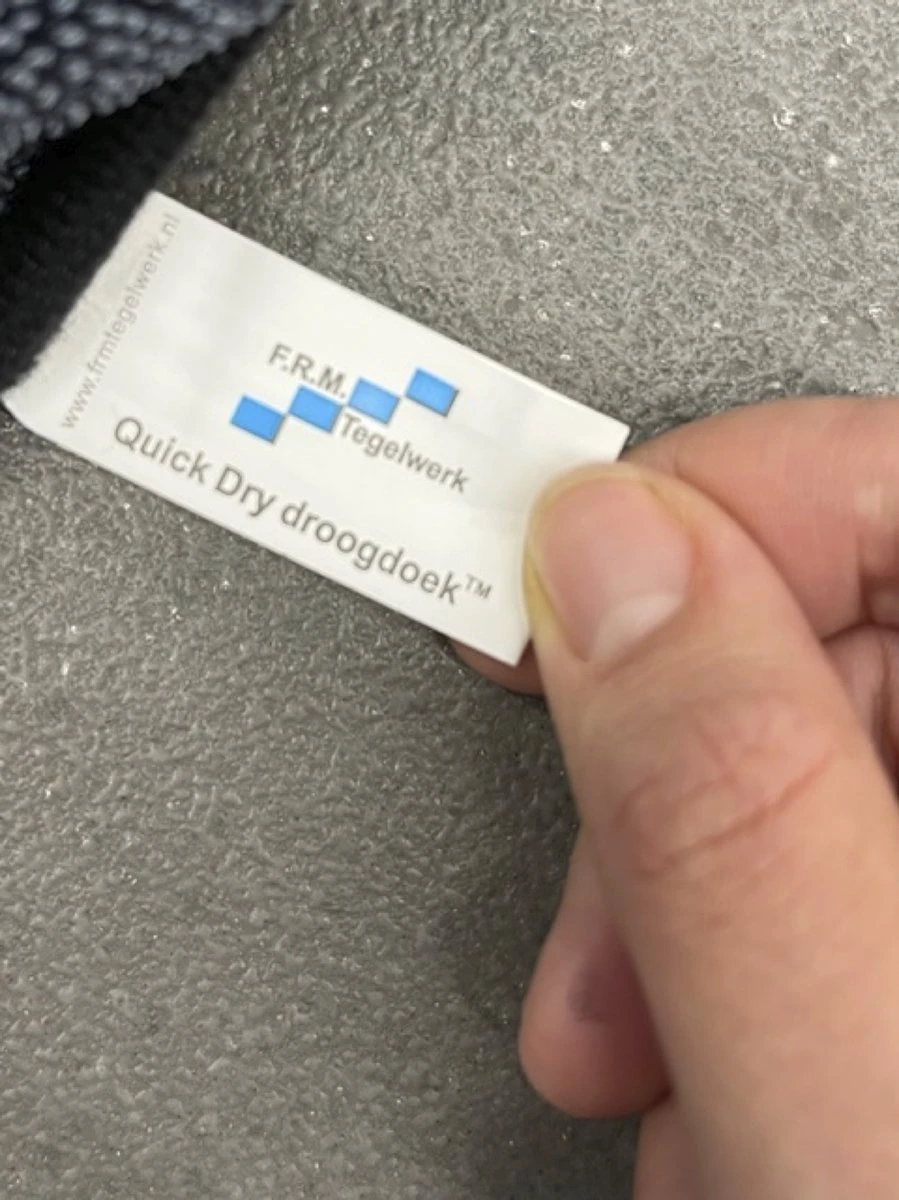 www.frmtegelwerk.nl
F.R.M.
Tegelwerk
Quick Dry droogdoek™